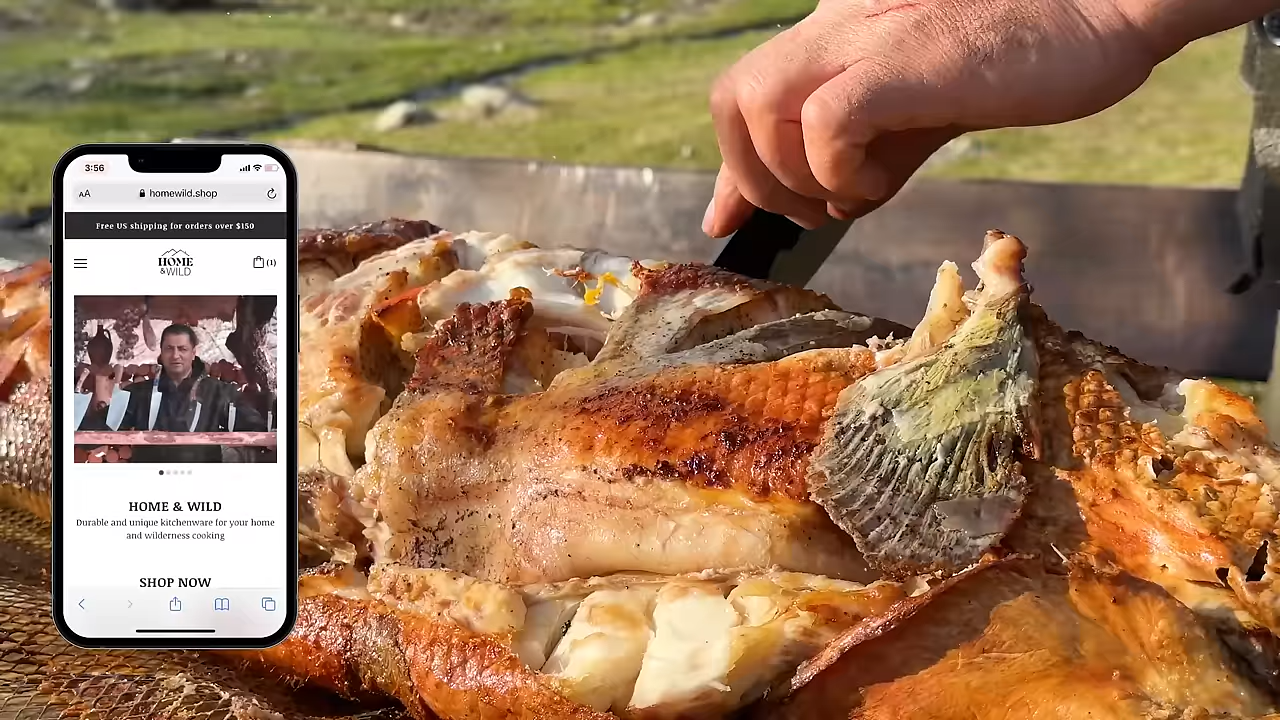 3:56
AA homewild.shop
Free US shipping for orders over $150
HOME
&WILD
(1)
HOME & WILD
Durable and unique kitchenware for your home
and wilderness cooking
SHOP NOW